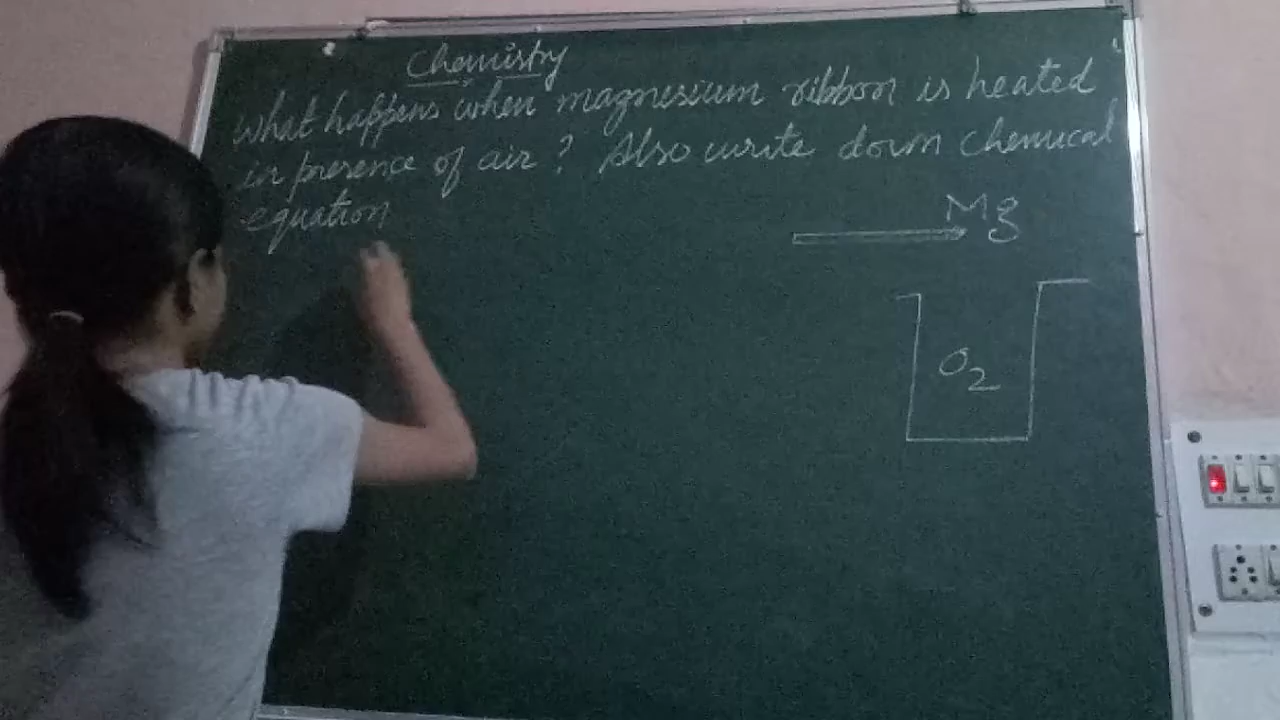 Chemistry
What happens when magnesium ribbon is heated
in presence of air? Also write down chemical
equation
Mg
O2